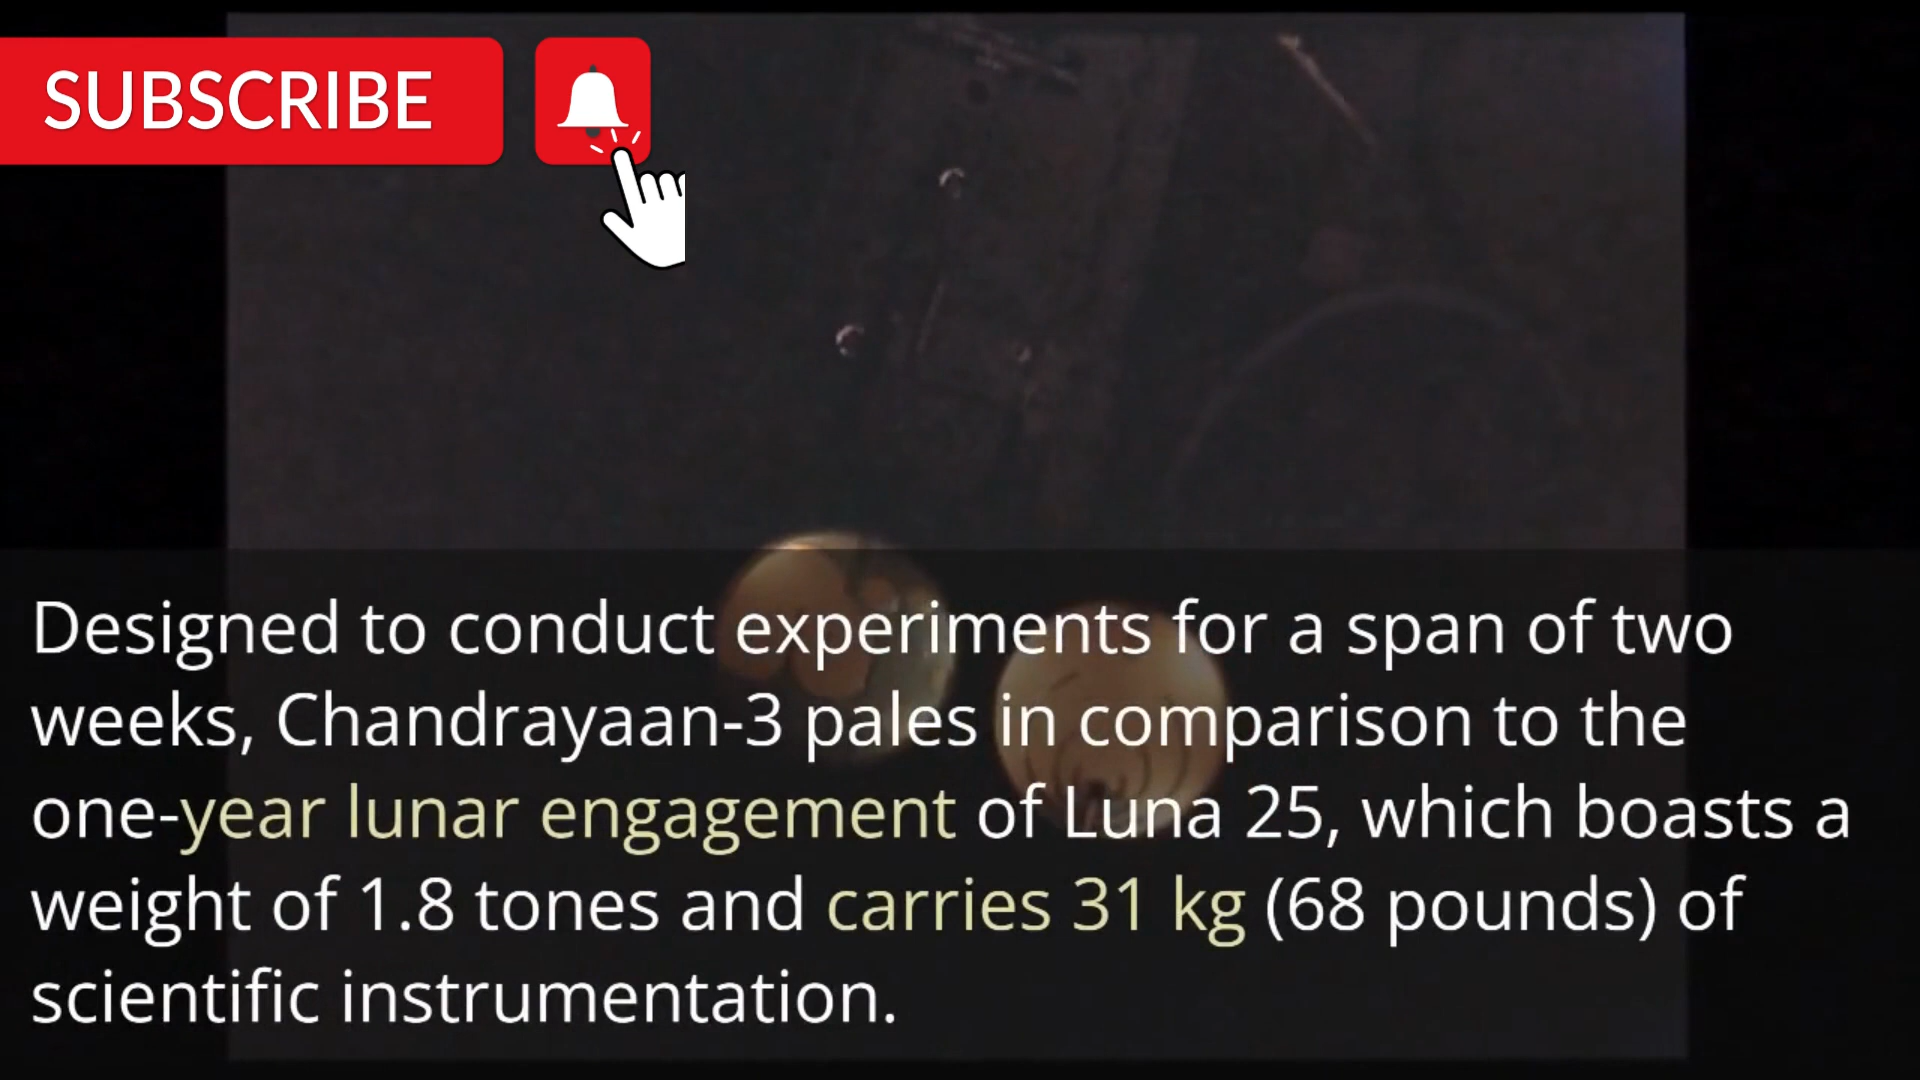 SUBSCRIBE
Designed to conduct experiments for a span of two
weeks, Chandrayaan-3 pales in comparison to the
one-year lunar engagement of Luna 25, which boasts a
weight of 1.8 tones and carries 31 kg (68 pounds) of
scientific instrumentation.